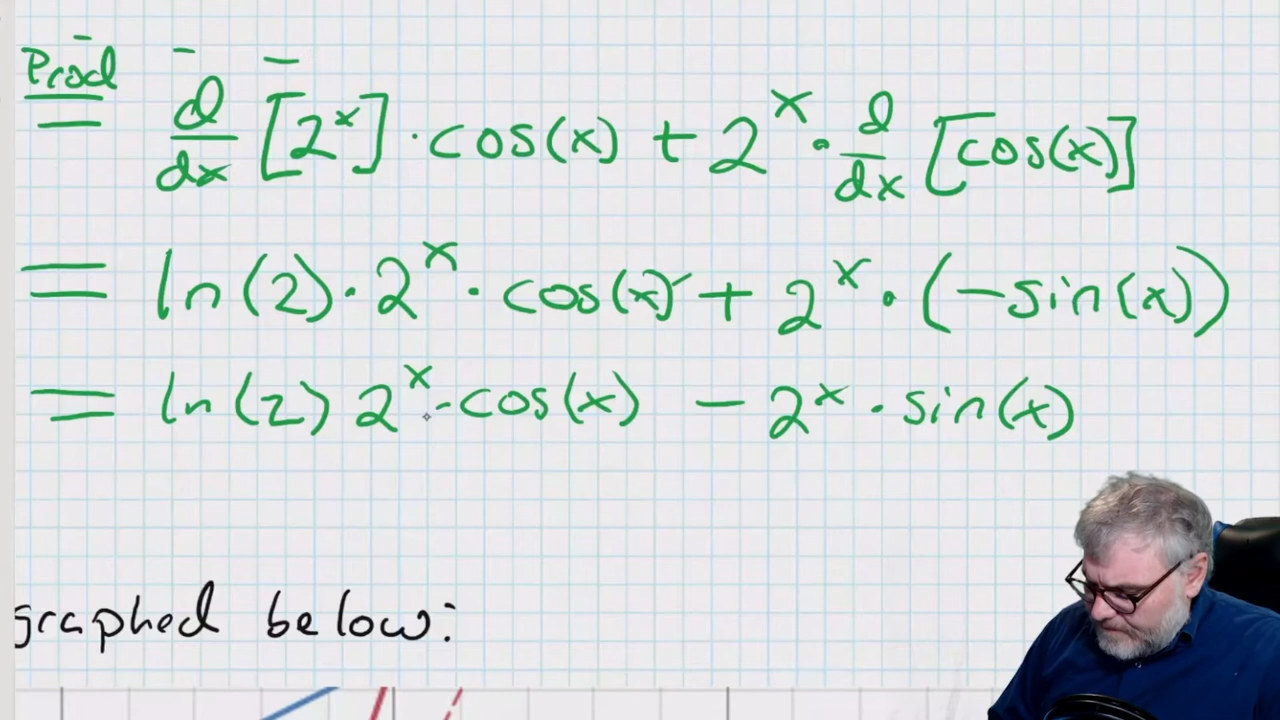 Prod
= d/dx [2^x] · cos(x) + 2^x · d/dx [cos(x)]
= ln(2) · 2^x · cos(x) + 2^x · (-sin(x))
= ln(2) 2^x · cos(x) - 2^x · sin(x)
graphed below: